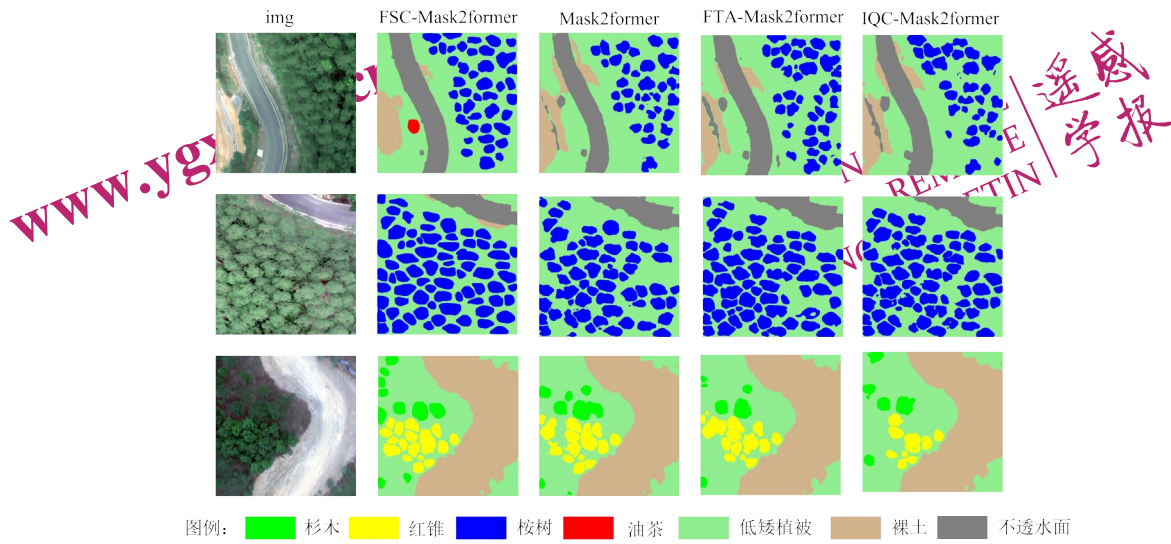 img FSC-Mask2former Mask2former FTA-Mask2former IQC-Mask2former
www.ygx
遥感
学报
图例： 杉木 红锥 桉树 油茶 低矮植被 裸土 不透水面